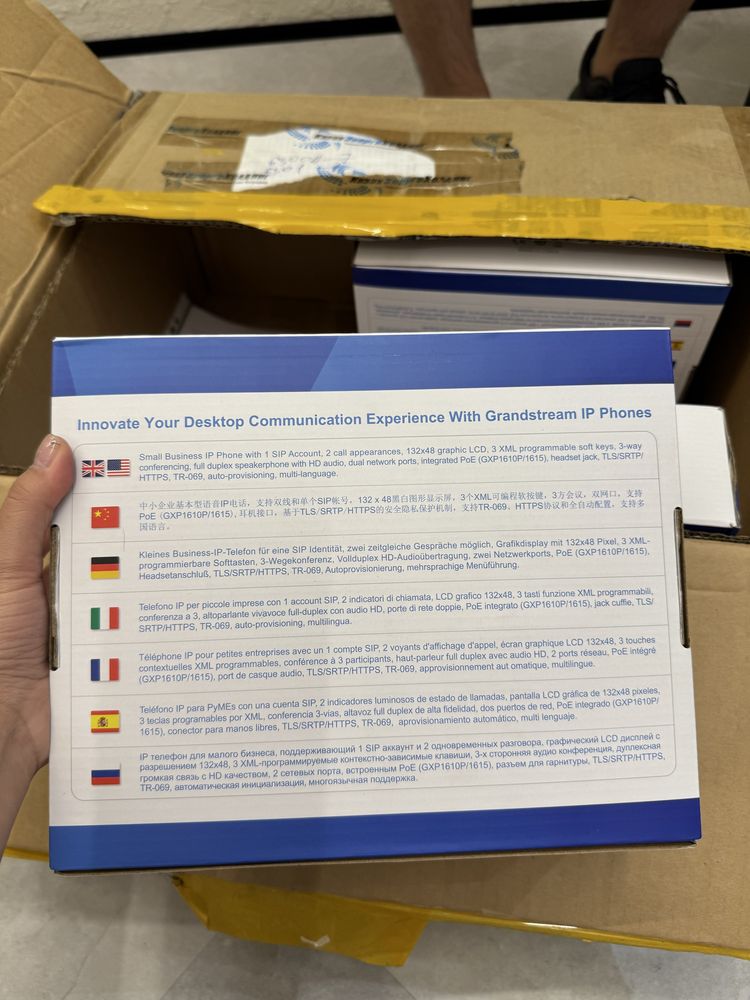 Innovate Your Desktop Communication Experience With Grandstream IP Phones
Small Business IP Phone with 1 SIP Account, 2 call appearances, 132x48 graphic LCD, 3 XML programmable soft keys, 3-way
conferencing, full duplex speakerphone with HD audio, dual network ports, integrated PoE (GXP1610P/1615), headset jack, TLS/SRTP/
HTTPS, TR-069, auto-provisioning, multi-language.
中小企业基本型语音IP电话，支持双线和单个SIP帐号，132 x 48黑白图形显示屏，3个XML可编程软按键，3方会议，双网口，支持
PoE（GXP1610P/1615），耳机接口，基于TLS/SRTP/HTTPS的安全隐私保护机制，支持TR-069、HTTPS协议和全自动配置，支持多
国语言。
Kleines Business-IP-Telefon für eine SIP Identität, zwei zeitgleiche Gespräche möglich, Grafikdisplay mit 132x48 Pixel, 3 XML-
programmierbare Softtasten, 3-Wegekonferenz, Vollduplex HD-Audioübertragung, zwei Netzwerkports, PoE (GXP1610P/1615),
Headsetanschluß, TLS/SRTP/HTTPS, TR-069, Autoprovisionierung, mehrsprachige Menüführung.
Telefono IP per piccole imprese con 1 account SIP, 2 indicatori di chiamata, LCD grafico 132x48, 3 tasti funzione XML programmabili,
conferenza a 3, altoparlante vivavoce full-duplex con audio HD, porte di rete doppie, PoE integrato (GXP1610P/1615), jack cuffie, TLS/
SRTP/HTTPS, TR-069, auto-provisioning, multilingua.
Téléphone IP pour petites entreprises avec un 1 compte SIP, 2 voyants d'affichage d'appel, écran graphique LCD 132x48, 3 touches
contextuelles XML programmables, conférence à 3 participants, haut-parleur full duplex avec audio HD, 2 ports réseau, PoE intégré
(GXP1610P/1615), port de casque audio, TLS/SRTP/HTTPS, TR-069, approvisionnement aut omatique, multilingue.
Teléfono IP para PyMEs con una cuenta SIP, 2 indicadores luminosos de estado de llamadas, pantalla LCD gráfica de 132x48 pixeles,
3 teclas programables por XML, conferencia 3-vías, altavoz full duplex de alta fidelidad, dos puertos de red, PoE integrado (GXP1610P/
1615), conector para manos libres, TLS/SRTP/HTTPS, TR-069, aprovisionamiento automático, multi lenguaje.
IP телефон для малого бизнеса, поддерживающий 1 SIP аккаунт и 2 одновременных разговора, графический LCD дисплей с
разрешением 132x48, 3 XML-программируемые контекстно-зависимые клавиши, 3-х сторонняя аудио конференция, дуплексная
громкая связь с HD качеством, 2 сетевых порта, встроенным PoE (GXP1610P/1615), разъем для гарнитуры, TLS/SRTP/HTTPS,
TR-069, автоматическая инициализация, многоязычная поддержка.